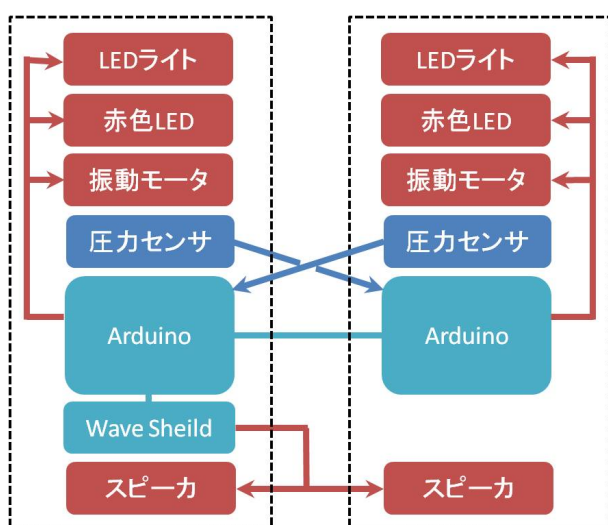 LEDライト
赤色LED
振動モータ
圧力センサ
Arduino
Wave Sheild
スピーカ
LEDライト
赤色LED
振動モータ
圧力センサ
Arduino
スピーカ